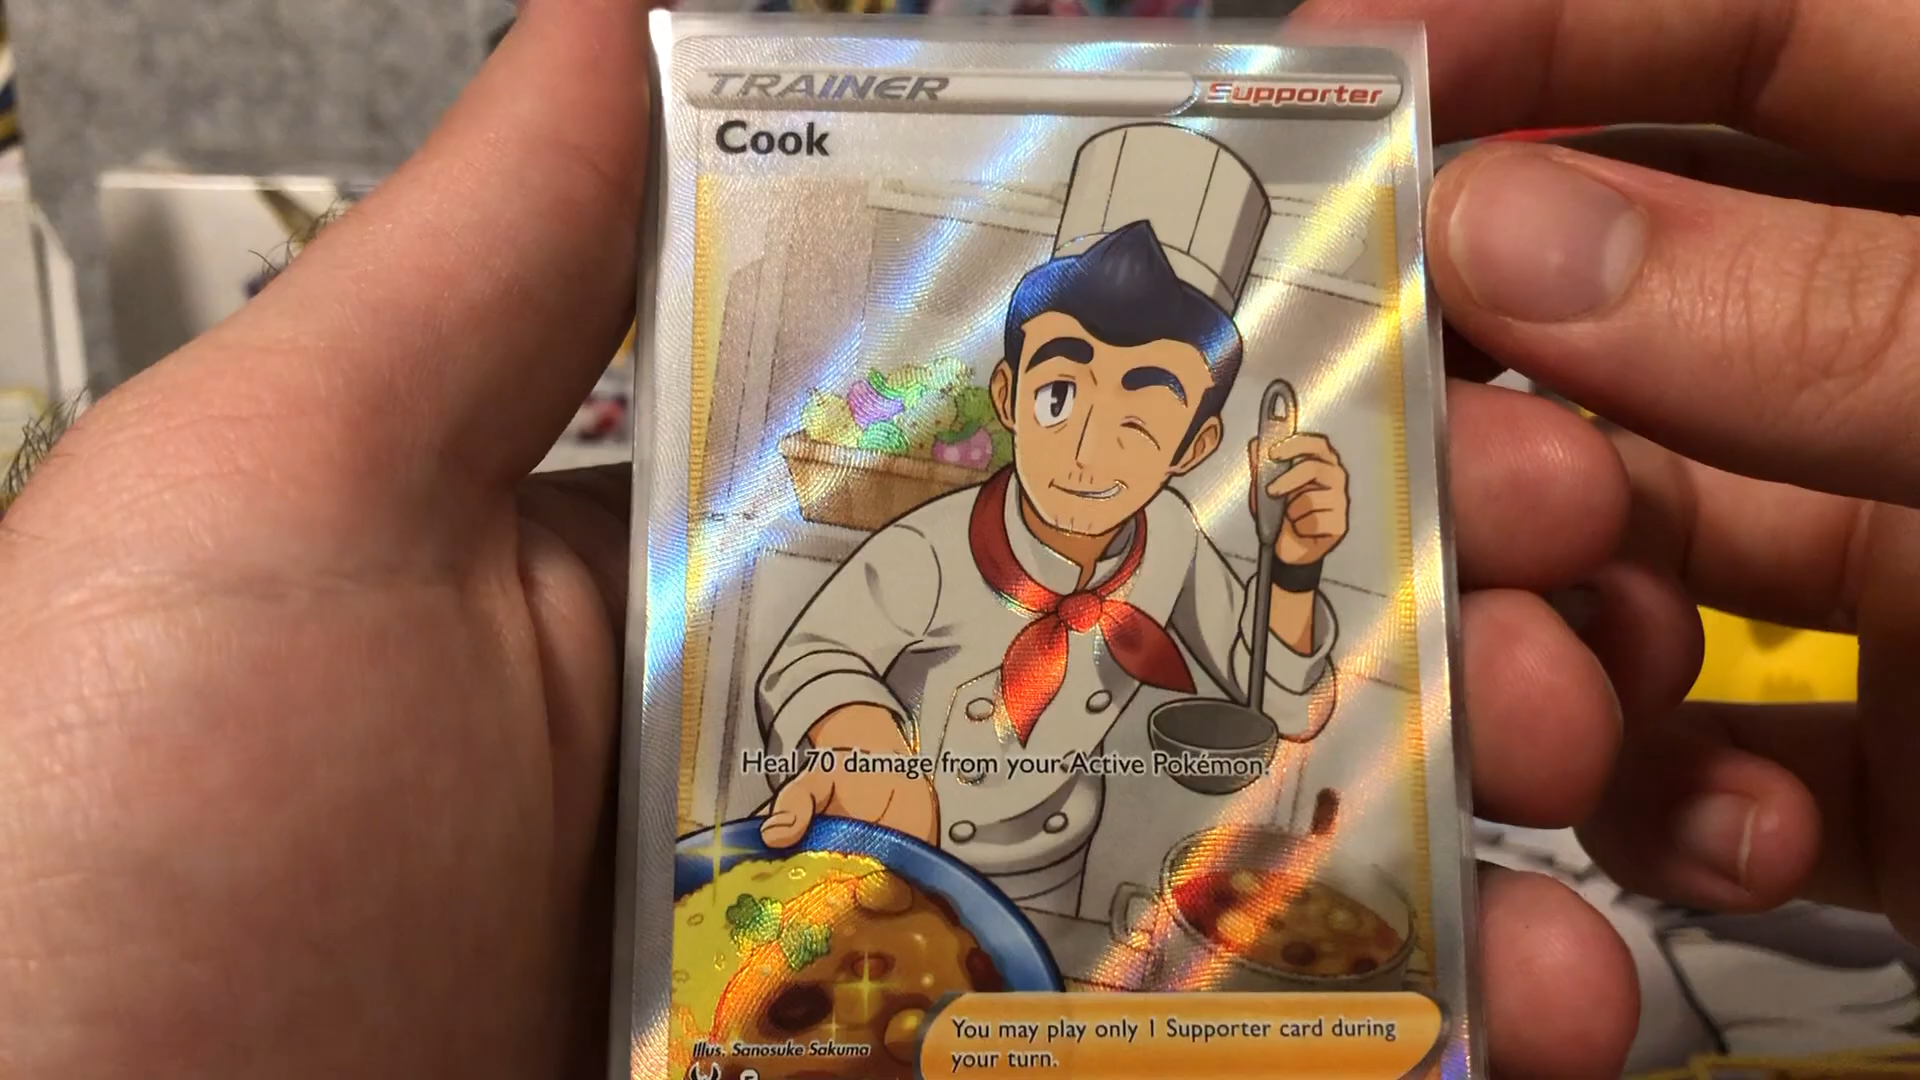 TRAINER
Supporter
Cook
Heal 70 damage from your Active Pokémon.
You may play only 1 Supporter card during
your turn.
Illus. Sanosuke Sakuma